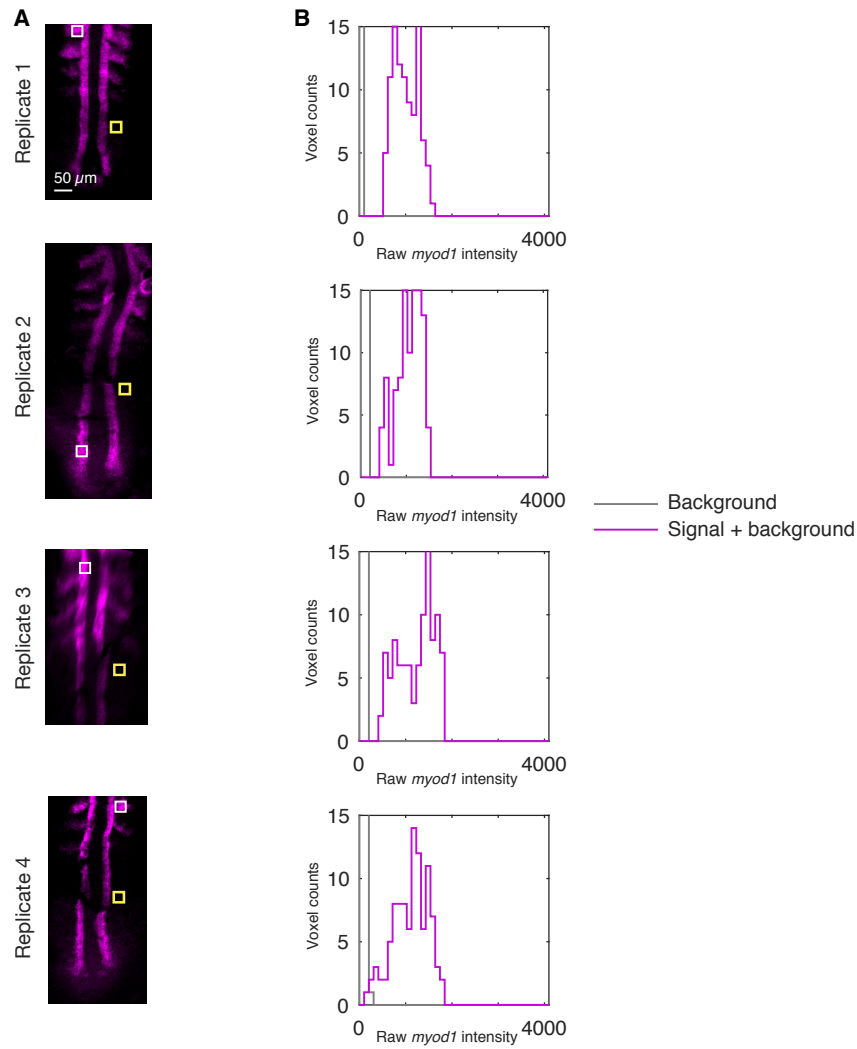 A
B
Replicate 1
50 µm
Voxel counts
15
10
5
0
0
4000
Raw myod1 intensity
Replicate 2
Voxel counts
15
10
5
0
0
4000
Raw myod1 intensity
Background
Signal + background
Replicate 3
Voxel counts
15
10
5
0
0
4000
Raw myod1 intensity
Replicate 4
Voxel counts
15
10
5
0
0
4000
Raw myod1 intensity